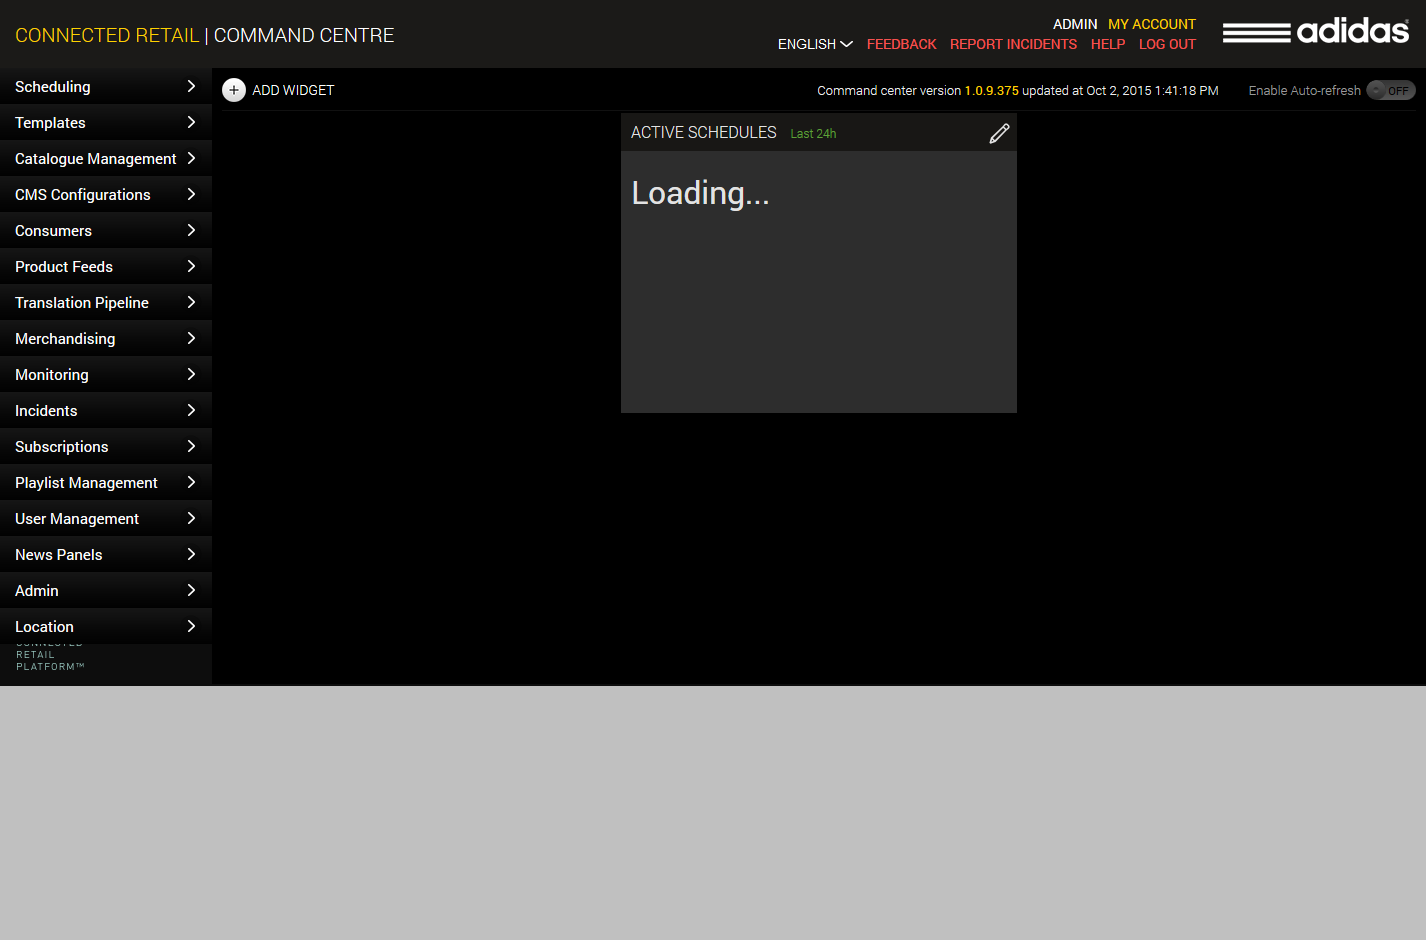 CONNECTED RETAIL | COMMAND CENTRE
ADMIN MY ACCOUNT
ENGLISH FEEDBACK REPORT INCIDENTS HELP LOG OUT
adidas
Scheduling
Templates
Catalogue Management
CMS Configurations
Consumers
Product Feeds
Translation Pipeline
Merchandising
Monitoring
Incidents
Subscriptions
Playlist Management
User Management
News Panels
Admin
Location
CONNECTED
RETAIL
PLATFORM™
+ ADD WIDGET
Command center version 1.0.9.375 updated at Oct 2, 2015 1:41:18 PM
Enable Auto-refresh OFF
ACTIVE SCHEDULES Last 24h
Loading...